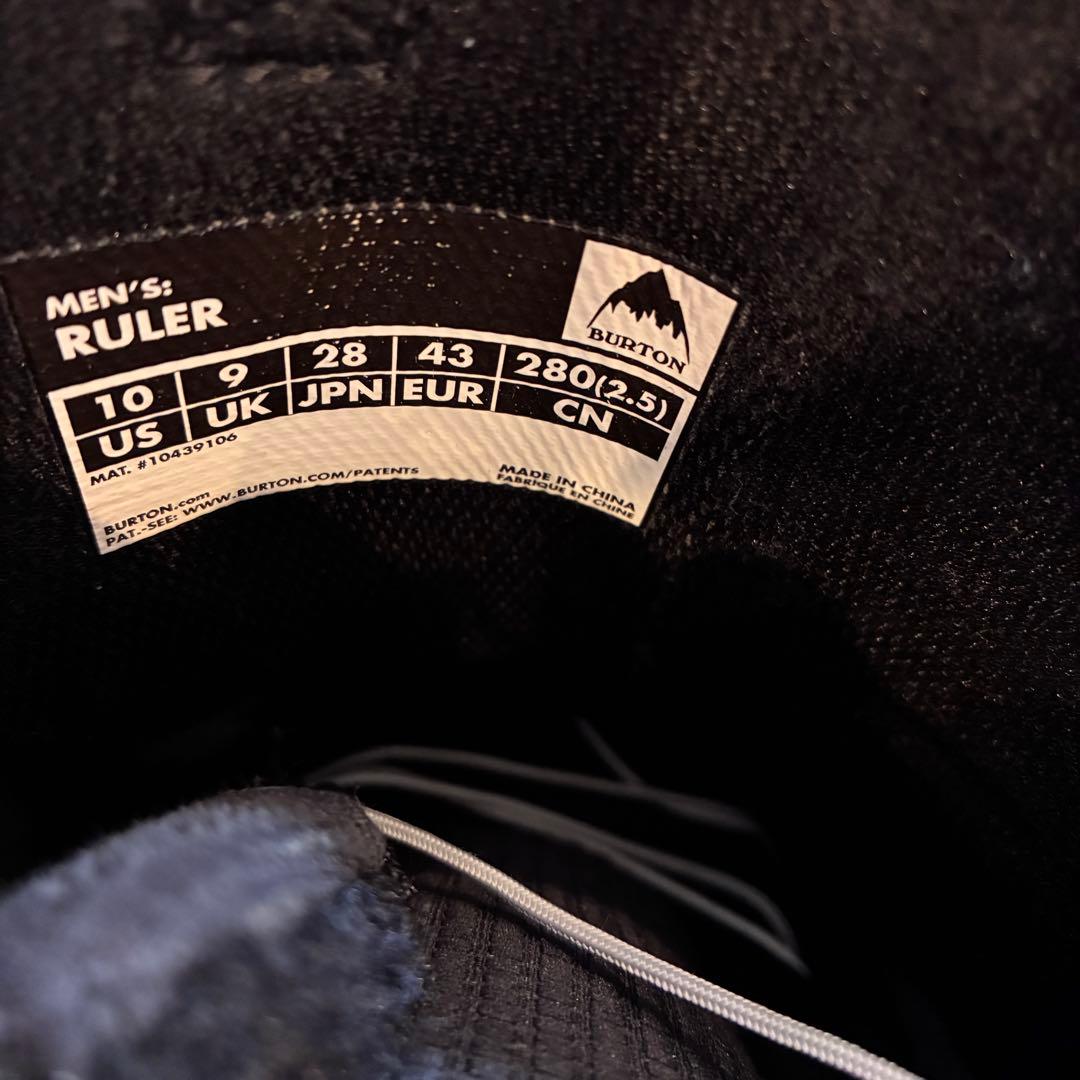 MEN'S:
RULER
BURTON
10 9 28 43 280(2.5)
US UK JPN EUR CN
MAT. #10439106
BURTON.com
PAT.-SEE: WWW.BURTON.COM/PATENTS
MADE IN CHINA
FABRIQUE EN CHINE